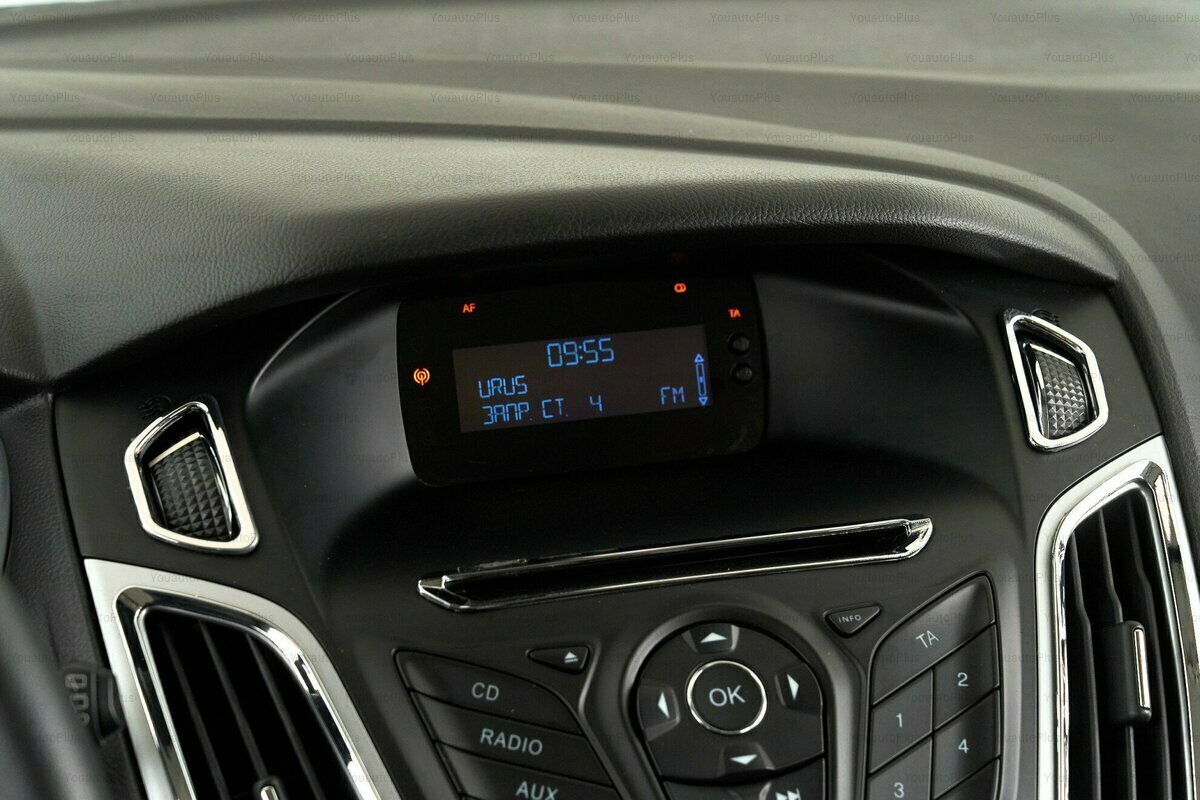 AF
TA
09:55
URUS
ЗАПР. СТ. 4 FM
INFO
TA
CD
OK
2
RADIO
1
4
AUX
3
YouautoPlus